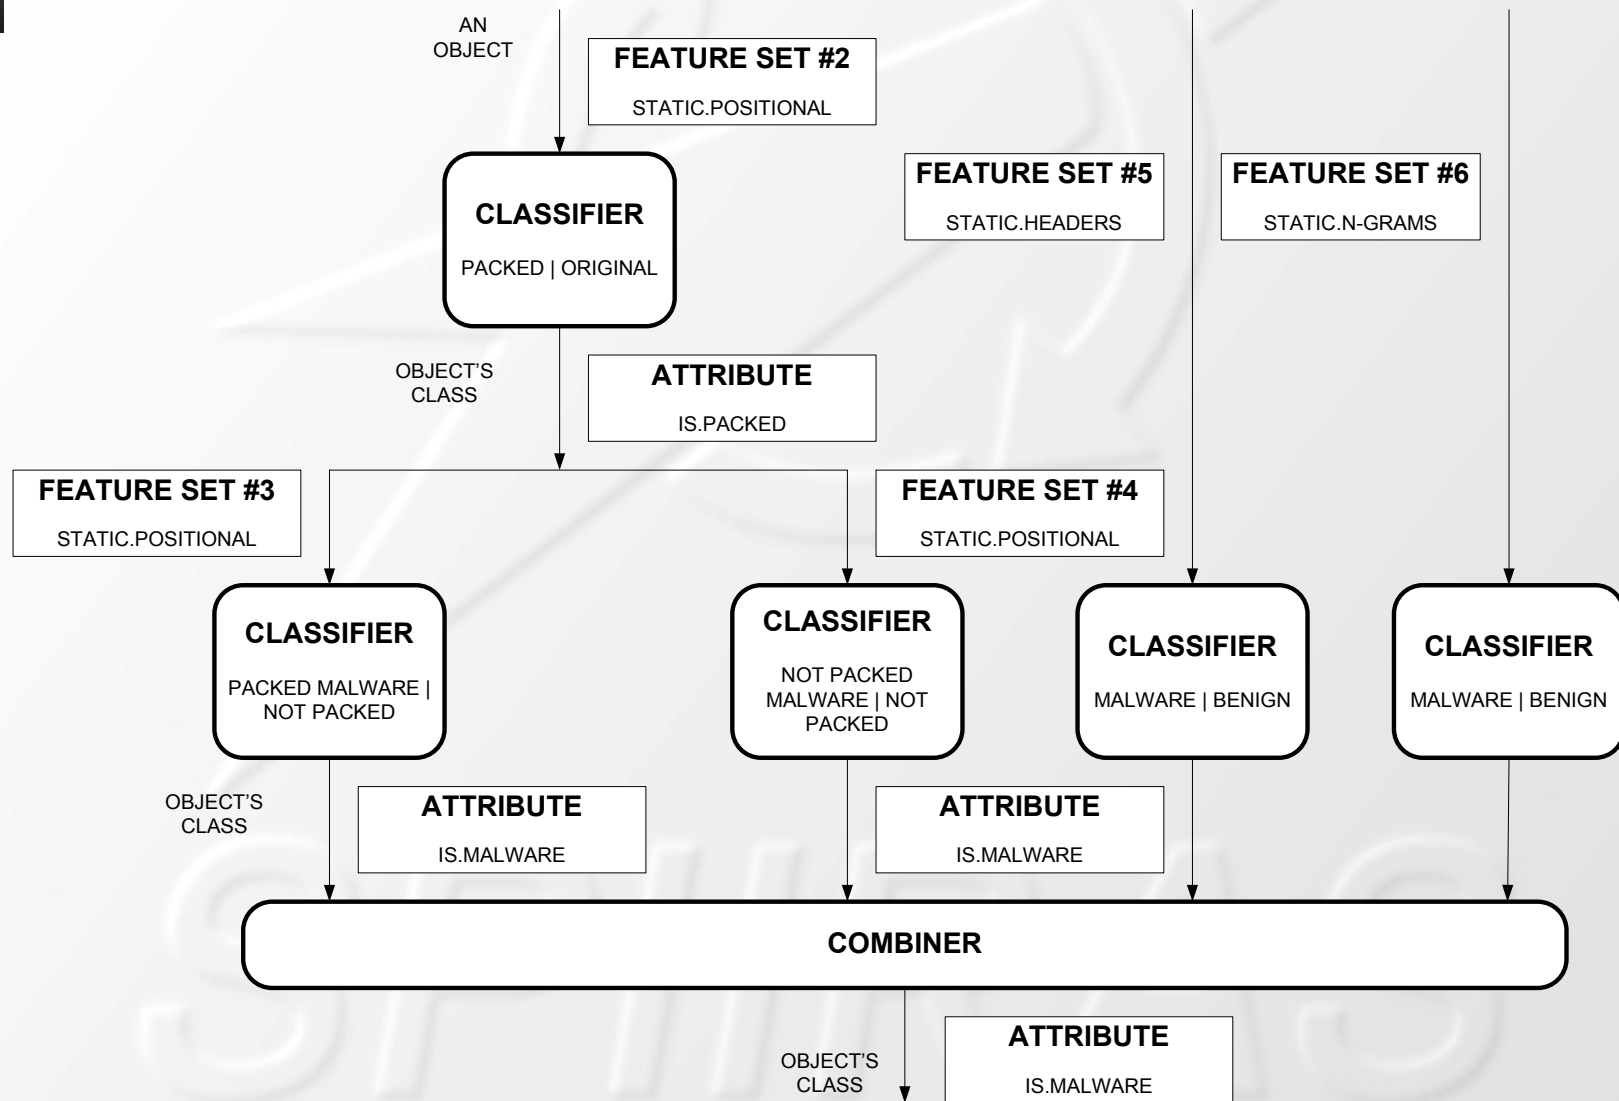 AN
OBJECT
FEATURE SET #2
STATIC.POSITIONAL
CLASSIFIER
PACKED | ORIGINAL
FEATURE SET #5
STATIC.HEADERS
FEATURE SET #6
STATIC.N-GRAMS
OBJECT'S
CLASS
ATTRIBUTE
IS.PACKED
FEATURE SET #3
STATIC.POSITIONAL
FEATURE SET #4
STATIC.POSITIONAL
CLASSIFIER
PACKED MALWARE |
NOT PACKED
CLASSIFIER
NOT PACKED
MALWARE | NOT
PACKED
CLASSIFIER
MALWARE | BENIGN
CLASSIFIER
MALWARE | BENIGN
OBJECT'S
CLASS
ATTRIBUTE
IS.MALWARE
ATTRIBUTE
IS.MALWARE
COMBINER
OBJECT'S
CLASS
ATTRIBUTE
IS.MALWARE
SPIIRAS